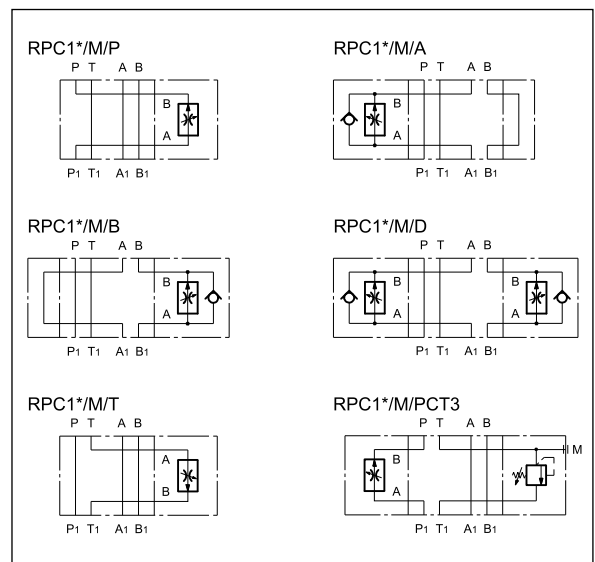 RPC1*/M/P
P T A B
B
A
P1 T1 A1 B1
RPC1*/M/A
P T A B
B
A
P1 T1 A1 B1
RPC1*/M/B
P T A B
B
A
P1 T1 A1 B1
RPC1*/M/D
P T A B
B
A
P1 T1 A1 B1
RPC1*/M/T
P T A B
A
B
P1 T1 A1 B1
RPC1*/M/PCT3
P T A B
M
B
A
P1 T1 A1 B1